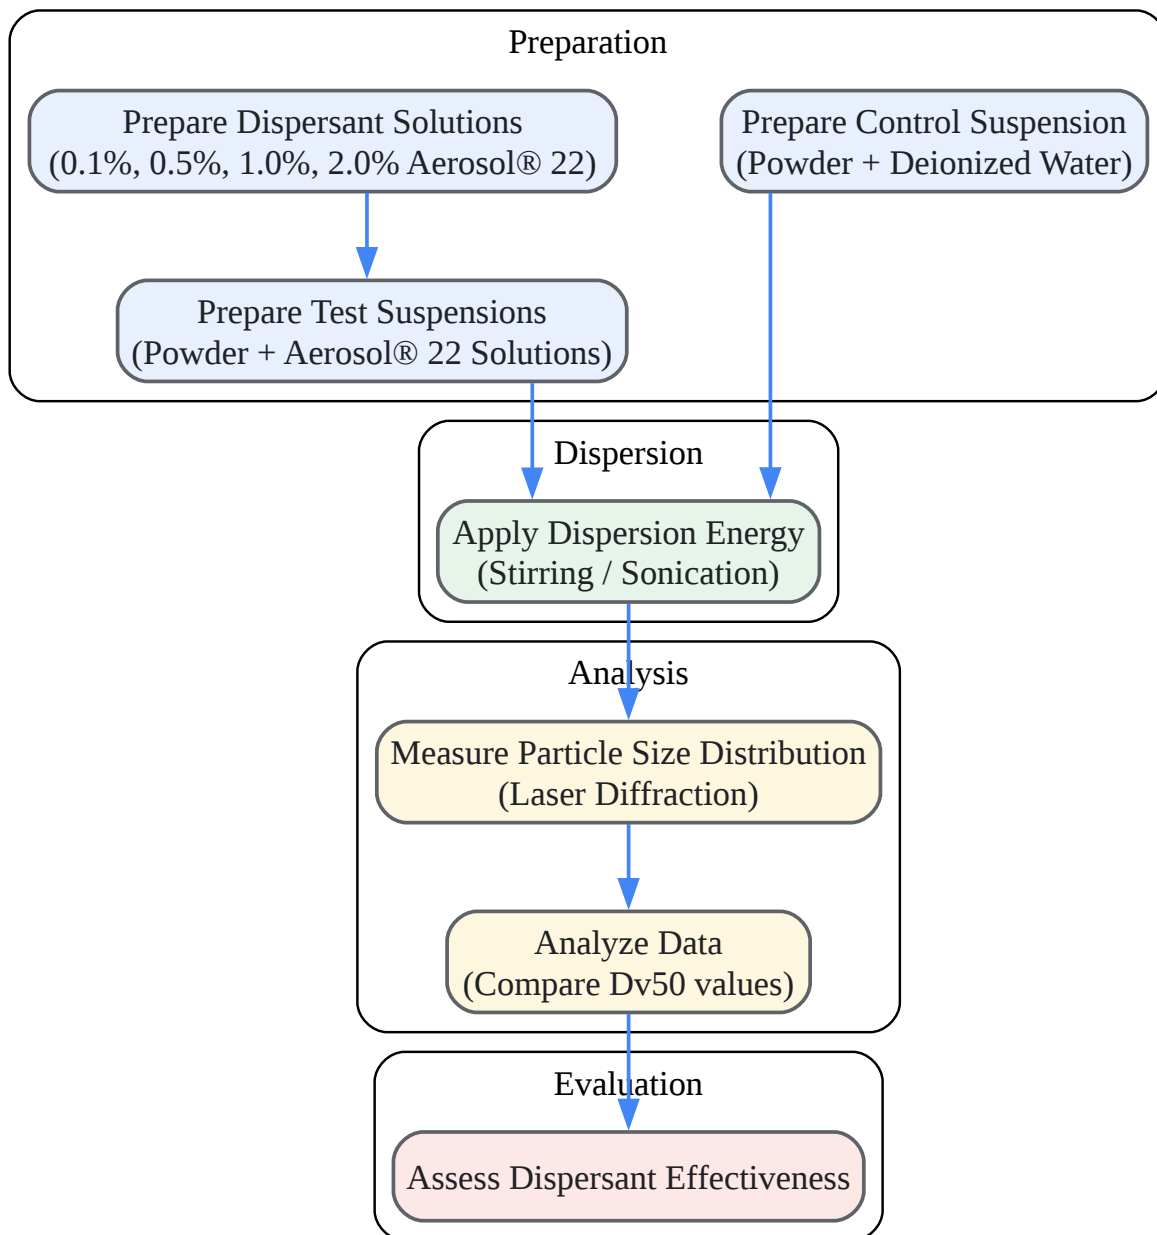 Preparation
Prepare Dispersant Solutions
(0.1%, 0.5%, 1.0%, 2.0% Aerosol® 22)
Prepare Control Suspension
(Powder + Deionized Water)
Prepare Test Suspensions
(Powder + Aerosol® 22 Solutions)
Dispersion
Apply Dispersion Energy
(Stirring / Sonication)
Analysis
Measure Particle Size Distribution
(Laser Diffraction)
Analyze Data
(Compare Dv50 values)
Evaluation
Assess Dispersant Effectiveness